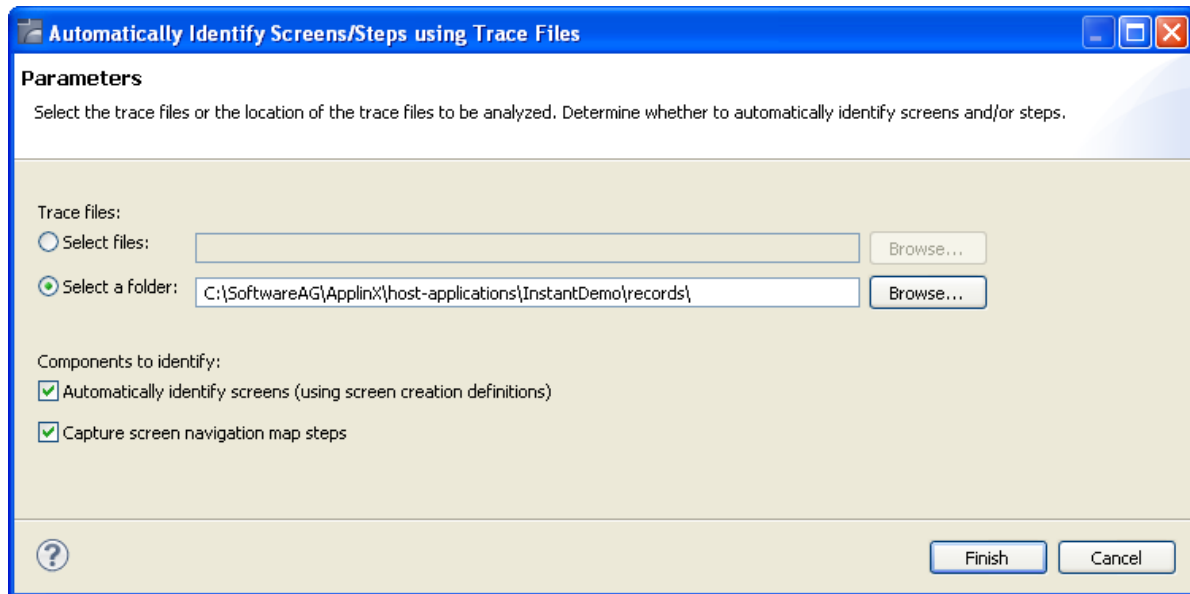 Automatically Identify Screens/Steps using Trace Files
Parameters
Select the trace files or the location of the trace files to be analyzed. Determine whether to automatically identify screens and/or steps.
Trace files:
Select files: Browse...
Select a folder: C:\SoftwareAG\ApplinX\host-applications\InstantDemo\records\ Browse...
Components to identify:
Automatically identify screens (using screen creation definitions)
Capture screen navigation map steps
? Finish Cancel